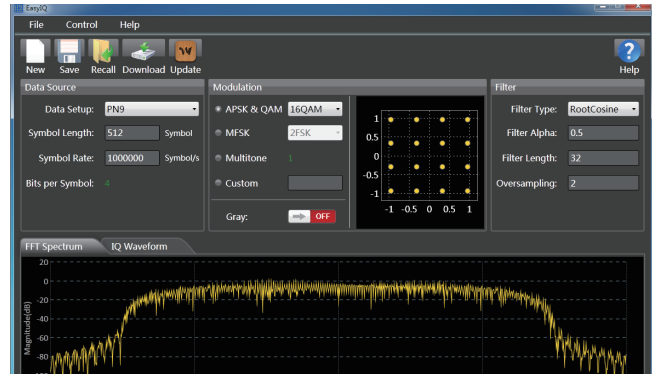 EasyIQ
File Control Help
New Save Recall Download Update Help
Data Source
Data Setup: PN9
Symbol Length: 512 Symbol
Symbol Rate: 1000000 Symbol/s
Bits per Symbol: 4
Modulation
APSK & QAM 16QAM
MFSK 2FSK
Multitone 1
Custom
Gray: OFF
1
0.5
0
-0.5
-1
-1 -0.5 0 0.5 1
Filter
Filter Type: RootCosine
Filter Alpha: 0.5
Filter Length: 32
Oversampling: 2
FFT Spectrum IQ Waveform
Magnitude(dB)
20
0
-20
-40
-60
-80